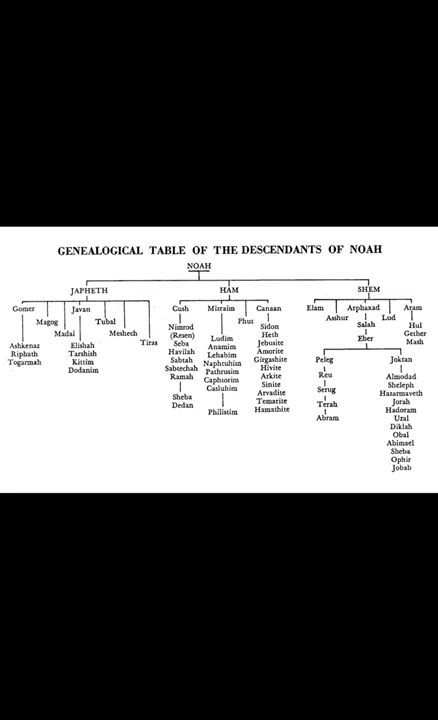 GENEALOGICAL TABLE OF THE DESCENDANTS OF NOAH
NOAH
JAPHETH
HAM
SHEM
Gomer
Magog
Madai
Javan
Tubal
Meshech
Tiras
Ashkenaz
Riphath
Togarmah
Elishah
Tarshish
Kittim
Dodanim
Cush
Mizraim
Phut
Canaan
Nimrod
(Resen)
Seba
Havilah
Sabtah
Sabtechah
Ramah
Sheba
Dedan
Ludim
Anamim
Lehabim
Naphruhim
Pathrusim
Caphtorim
Casluhim
Philistim
Sidon
Heth
Jebusite
Amorite
Girgashite
Hivite
Arkite
Sinite
Arvadite
Temarite
Hamathite
Elam
Asshur
Arphaxad
Lud
Aram
Salah
Eber
Hul
Gether
Mash
Peleg
Reu
Serug
Terah
Abram
Joktan
Almodad
Sheleph
Hazarmaveth
Jorah
Hadoram
Ural
Diklah
Obal
Abimael
Sheba
Ophir
Jobab